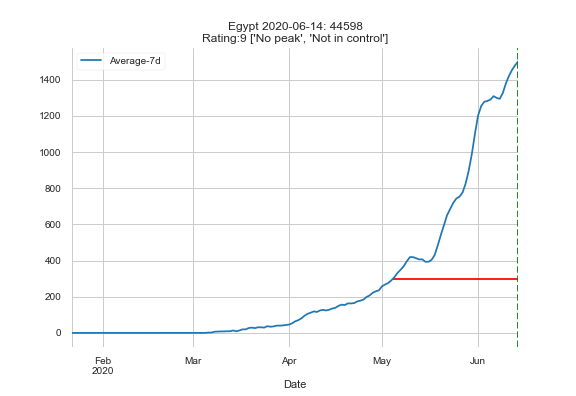 Egypt 2020-06-14: 44598
Rating:9 ['No peak', 'Not in control']
Average-7d
1400
1200
1000
800
600
400
200
0
Feb Mar Apr May Jun
2020
Date